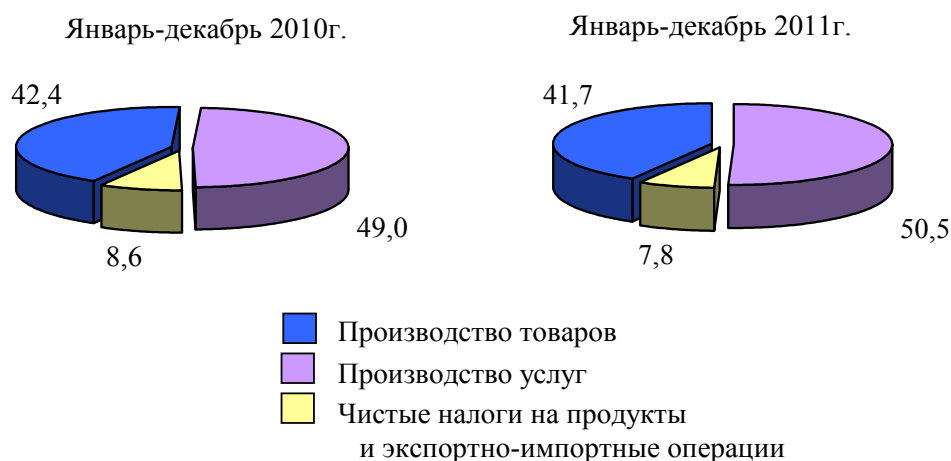 Январь-декабрь 2010г.
Январь-декабрь 2011г.
42,4
41,7
49,0
50,5
8,6
7,8
Производство товаров
Производство услуг
Чистые налоги на продукты
и экспортно-импортные операции